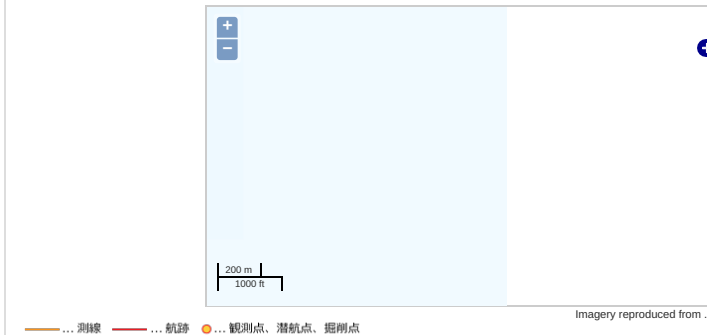 +
−
200 m
1000 ft
Imagery reproduced from .
... 測線 ... 航跡 ... 観測点、潜航点、掘削点